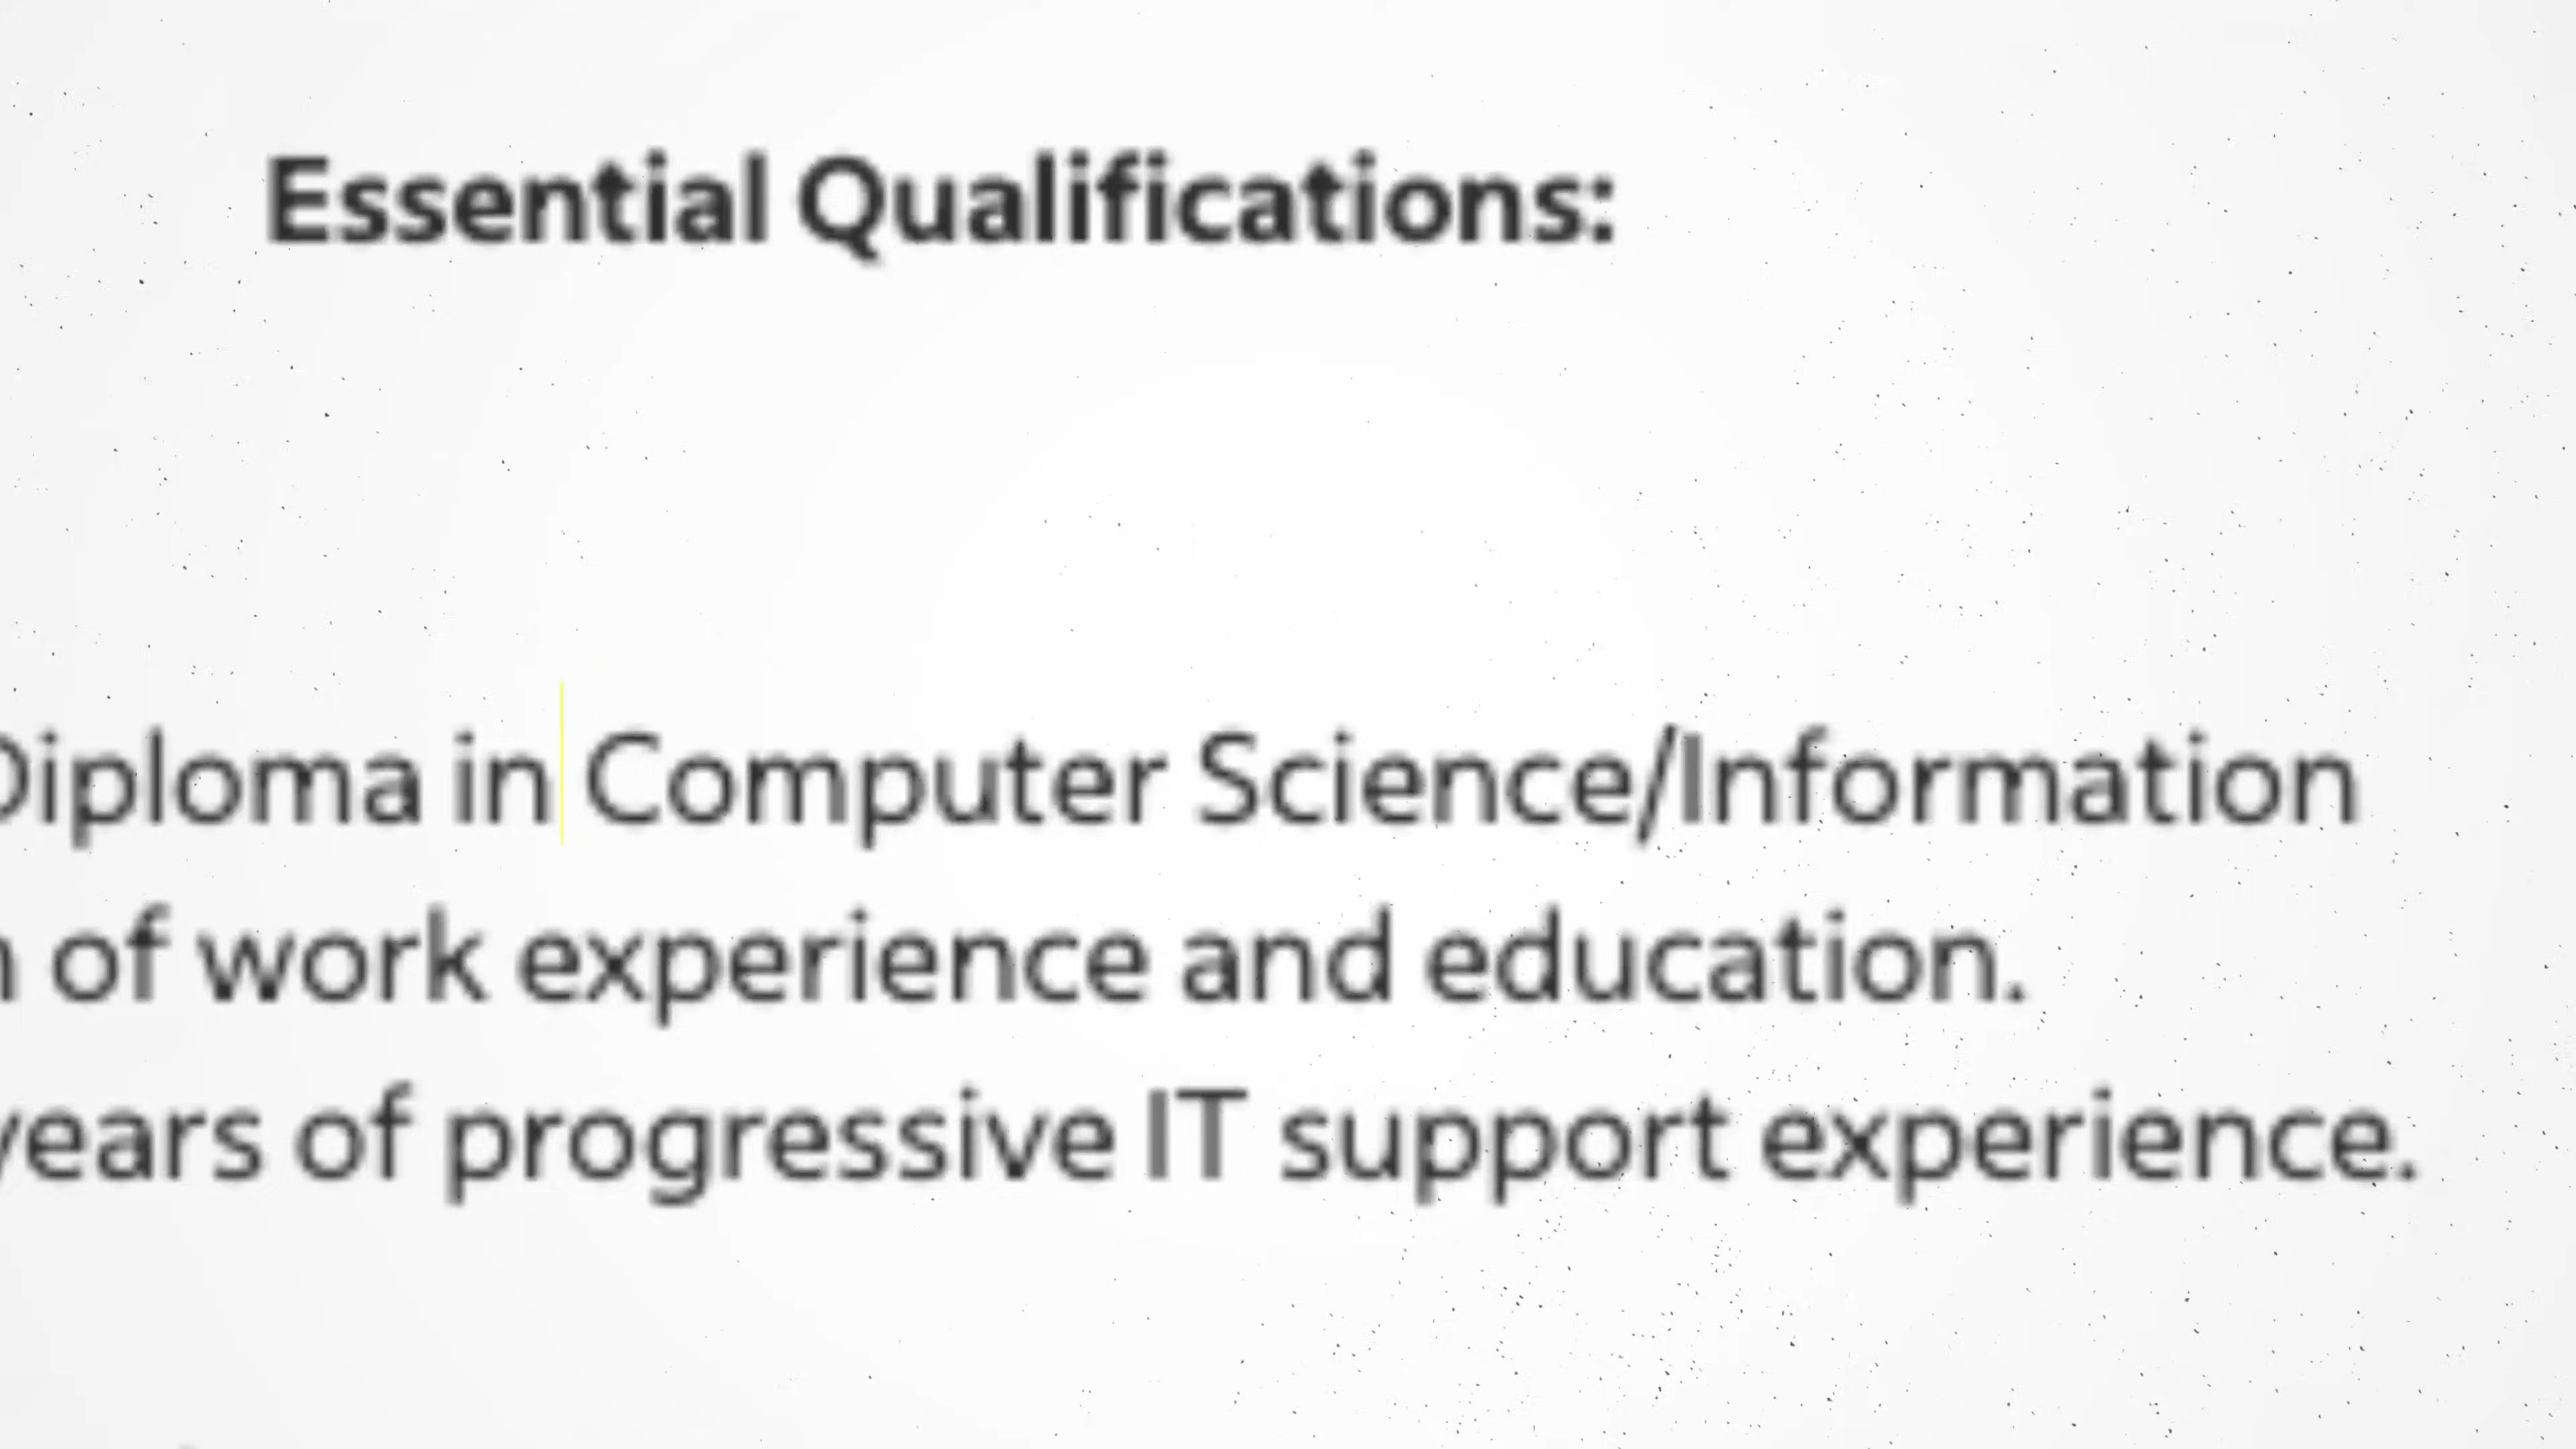 Essential Qualifications:
Diploma in Computer Science/Information
of work experience and education.
years of progressive IT support experience.